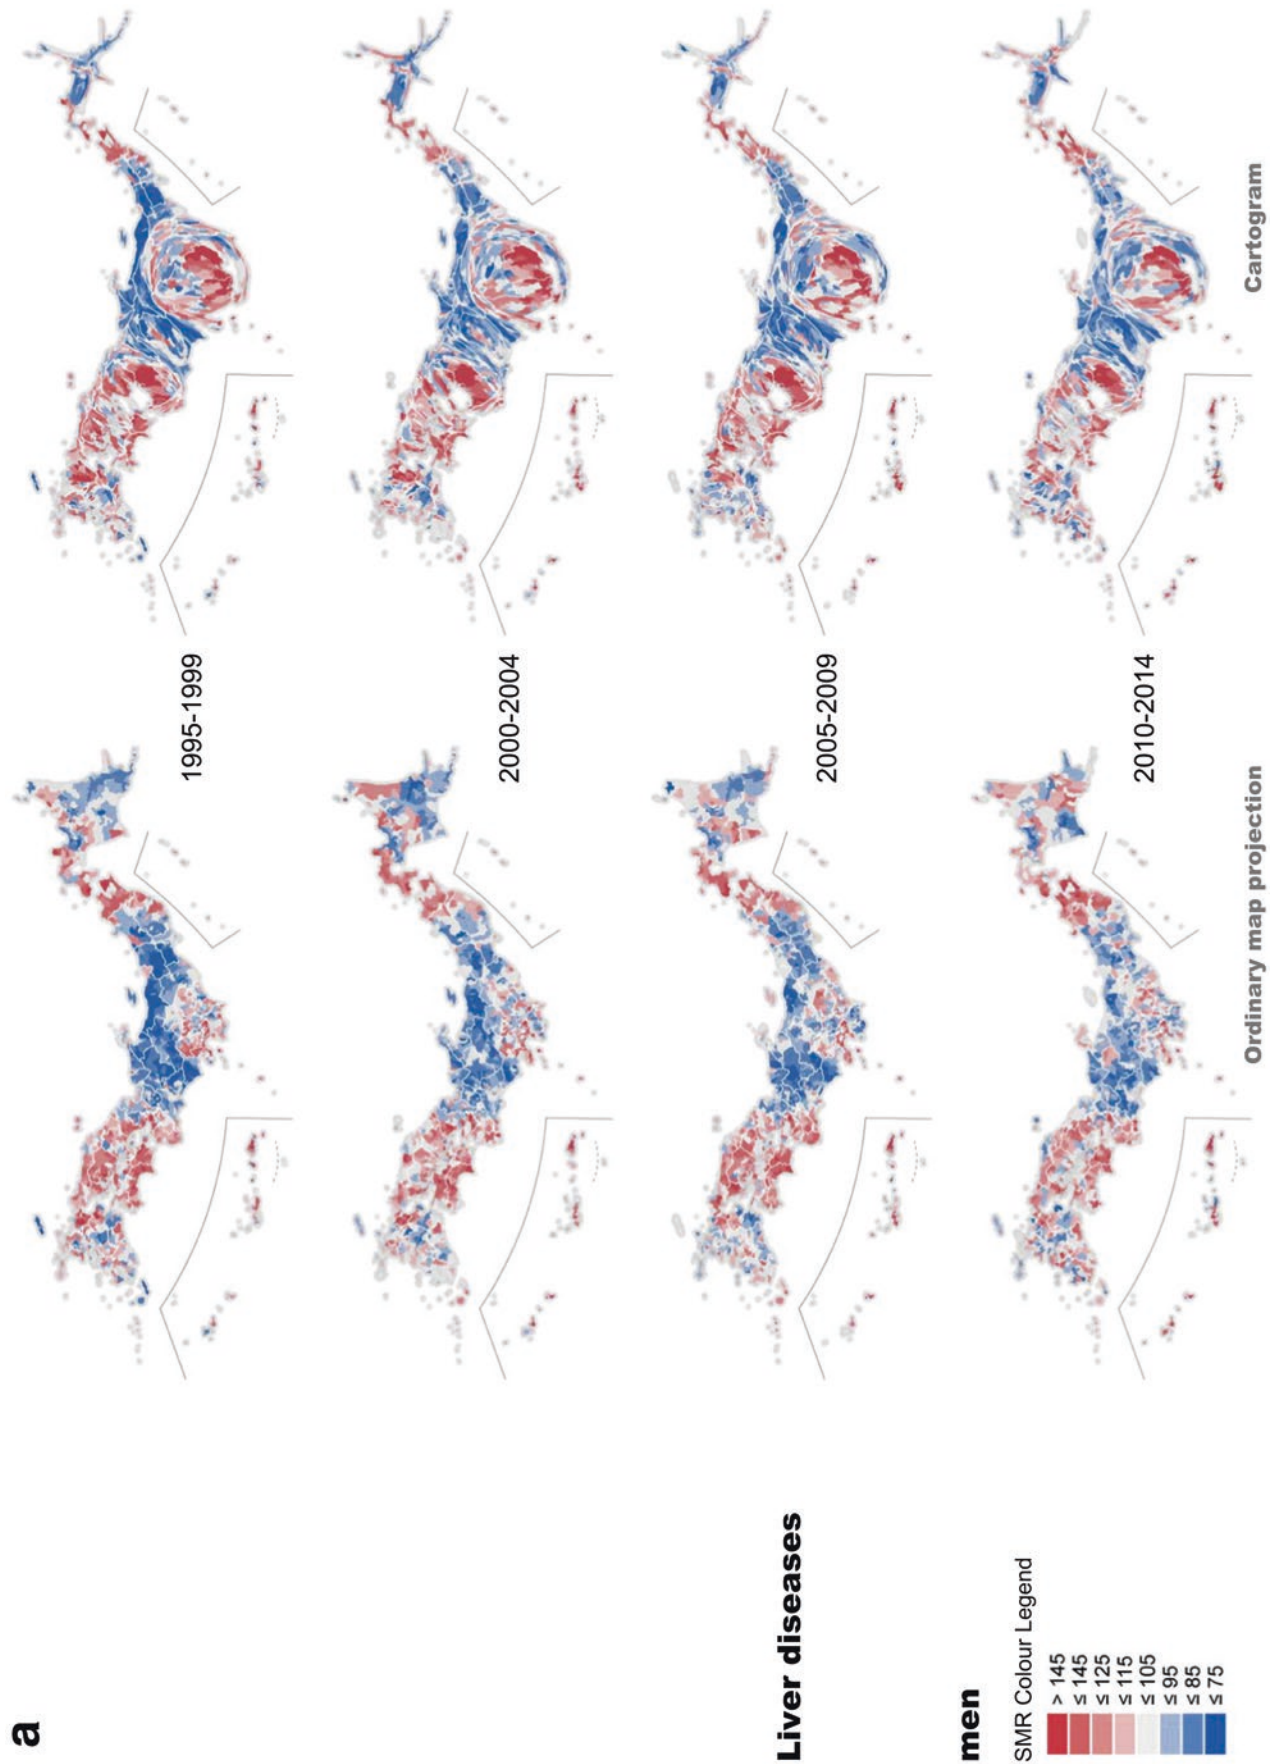 a
Liver diseases
men
SMR Colour Legend
> 145
≤ 145
≤ 125
≤ 115
≤ 105
≤ 95
≤ 85
≤ 75
1995-1999
2000-2004
2005-2009
2010-2014
Ordinary map projection
Cartogram